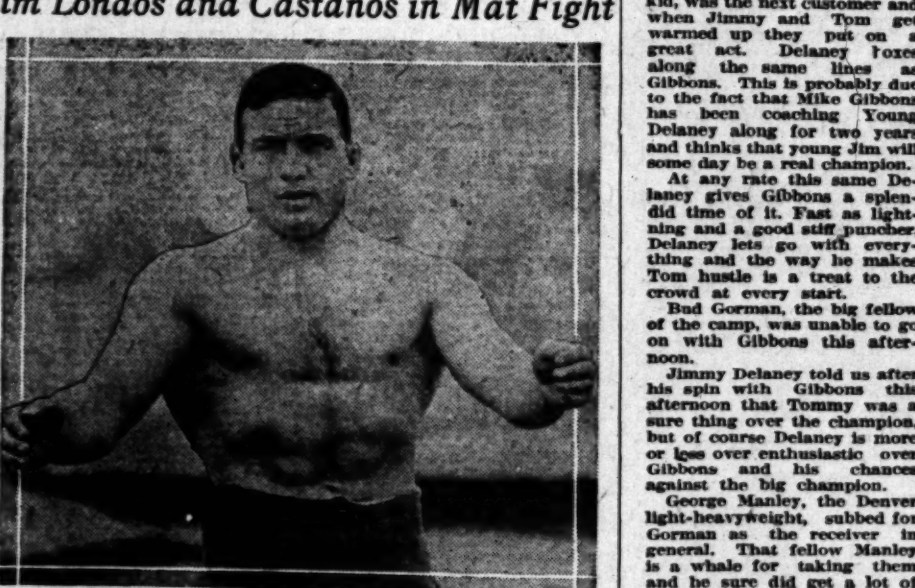 im Londos and Castanos in Mat Fight
kid, was the next customer and
when Jimmy and Tom get
warmed up they put on a
great act. Delaney boxes
along the same lines as
Gibbons. This is probably due
to the fact that Mike Gibbons
has been coaching Young
Delaney along for two years
and thinks that young Jim will
some day be a real champion.
At any rate this same De-
laney gives Gibbons a splen-
did time of it. Fast as light-
ning and a good stiff puncher,
Delaney lets go with every-
thing and the way he makes
Tom hustle is a treat to the
crowd at every start.
Bud Gorman, the big fellow
of the camp, was unable to go
on with Gibbons this after-
noon.
Jimmy Delaney told us after
his spin with Gibbons this
afternoon that Tommy was a
sure thing over the champion,
but of course Delaney is more
or less over enthusiastic over
Gibbons and his chances
against the big champion.
George Manley, the Denver
light-heavyweight, subbed for
Gorman as the receiver in
general. That fellow Manley
is a whale for taking them
and he sure did get a lot of